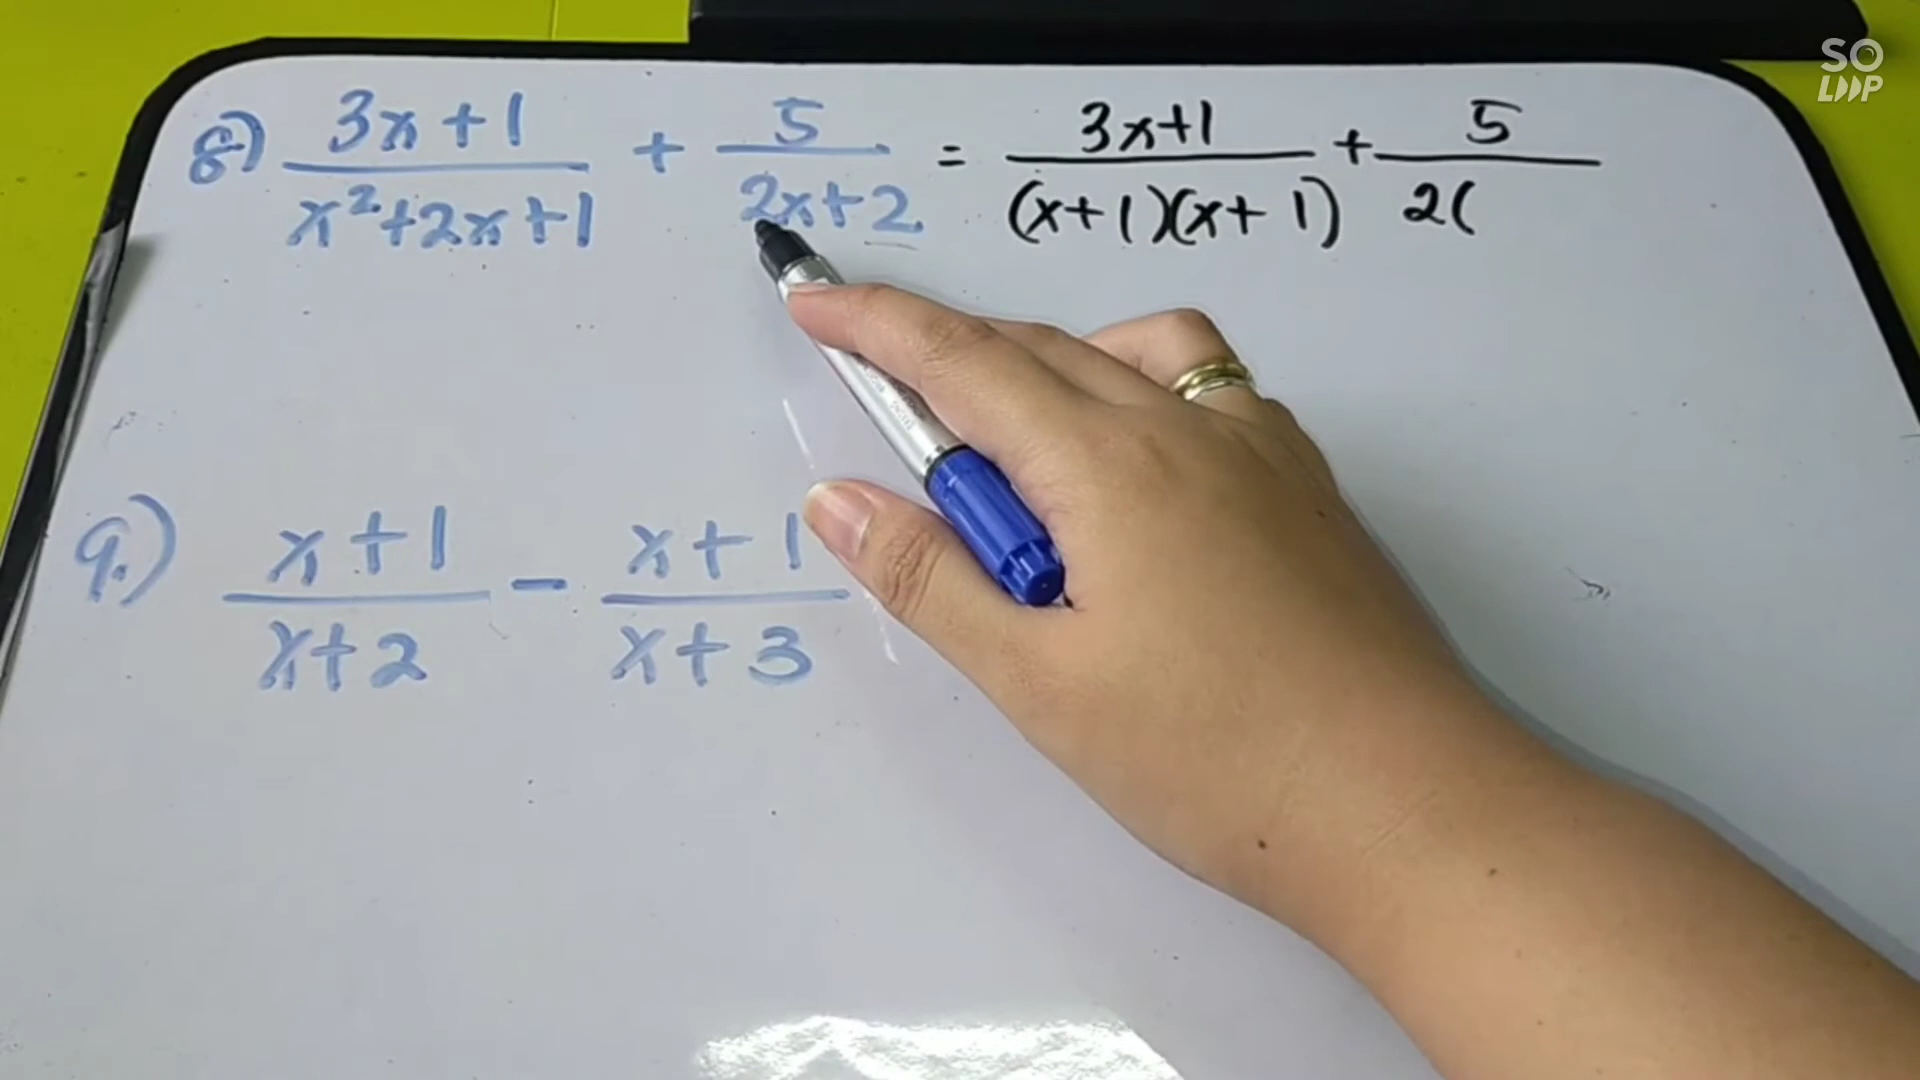 8) 3x+1 + 5 = 3x+1 + 5
x²+2x+1 2x+2 (x+1)(x+1) 2(
9.) x+1 - x+1
x+2 x+3
SO
LOOP